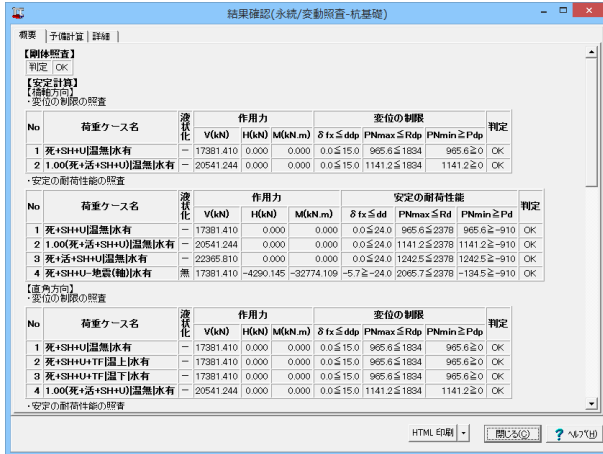 結果確認(永続/変動照査-杭基礎)
概要 予備計算 詳細
【剛体照査】
判定 OK
【安定計算】
【橋軸方向】
・変位の制限の照査
No 荷重ケース名 液状化 作用力 変位の制限 判定
V(kN) H(kN) M(kN.m) δfx≦ddp PNmax≦Rdp PNmin≧Pdp
1 死+SH+U|温無|水有 − 17381.410 0.000 0.000 0.0≦15.0 965.6≦1834 965.6≧0 OK
2 1.00(死+活+SH+U)|温無|水有 − 20541.244 0.000 0.000 0.0≦15.0 1141.2≦1834 1141.2≧0 OK
・安定の耐荷性能の照査
No 荷重ケース名 液状化 作用力 安定の耐荷性能 判定
V(kN) H(kN) M(kN.m) δfx≦dd PNmax≦Rd PNmin≧Pd
1 死+SH+U|温無|水有 − 17381.410 0.000 0.000 0.0≦24.0 965.6≦2378 965.6≧-910 OK
2 1.00(死+活+SH+U)|温無|水有 − 20541.244 0.000 0.000 0.0≦24.0 1141.2≦2378 1141.2≧-910 OK
3 死+活+SH+U|温無|水有 − 22365.810 0.000 0.000 0.0≦24.0 1242.5≦2378 1242.5≧-910 OK
4 死+SH+U-地震(軸)|水有 無 17381.410 -4290.145 -32774.109 -5.7≧-24.0 2065.7≦2378 -134.5≧-910 OK
【直角方向】
・変位の制限の照査
No 荷重ケース名 液状化 作用力 変位の制限 判定
V(kN) H(kN) M(kN.m) δfx≦ddp PNmax≦Rdp PNmin≧Pdp
1 死+SH+U|温無|水有 − 17381.410 0.000 0.000 0.0≦15.0 965.6≦1834 965.6≧0 OK
2 死+SH+U+TF|温上|水有 − 17381.410 0.000 0.000 0.0≦15.0 965.6≦1834 965.6≧0 OK
3 死+SH+U+TF|温下|水有 − 17381.410 0.000 0.000 0.0≦15.0 965.6≦1834 965.6≧0 OK
4 1.00(死+活+SH+U)|温無|水有 − 20541.244 0.000 0.000 0.0≦15.0 1141.2≦1834 1141.2≧0 OK
・安定の耐荷性能の照査
HTML 印刷 閉じる(C) ? ヘルプ(H)